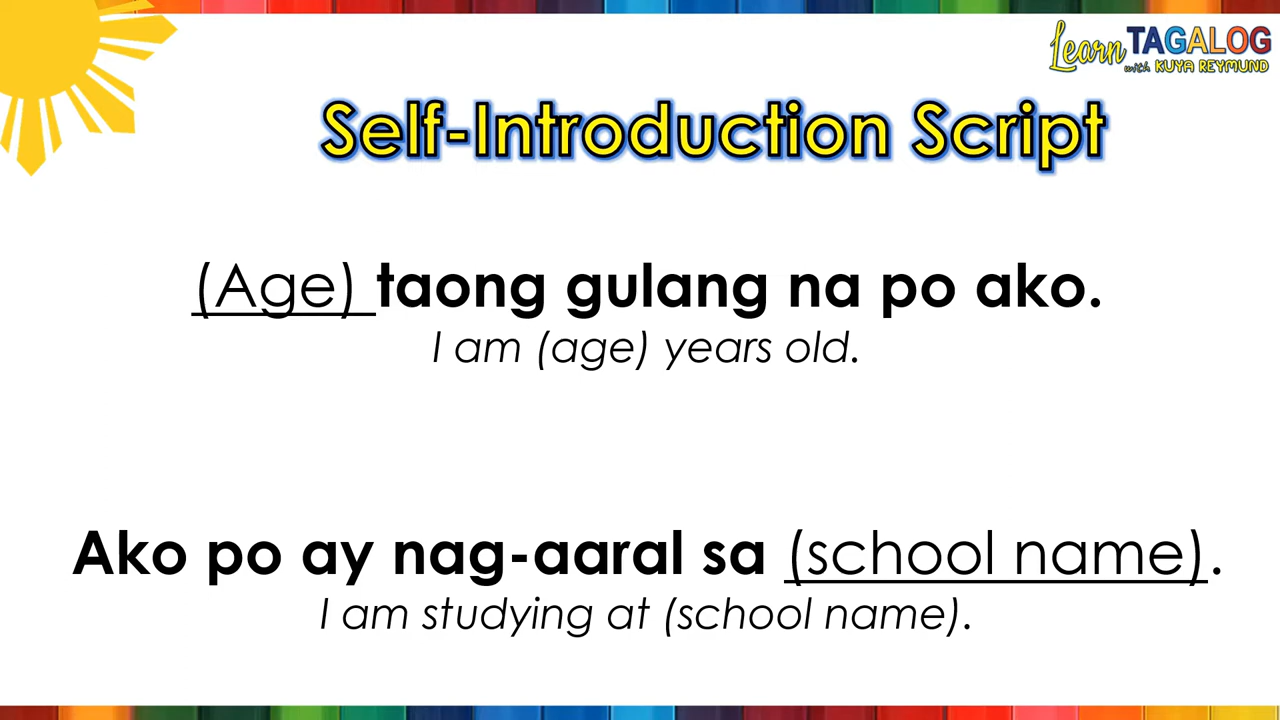 Learn TAGALOG
with KUYA REYMUND
Self-Introduction Script
(Age) taong gulang na po ako.
I am (age) years old.
Ako po ay nag-aaral sa (school name).
I am studying at (school name).